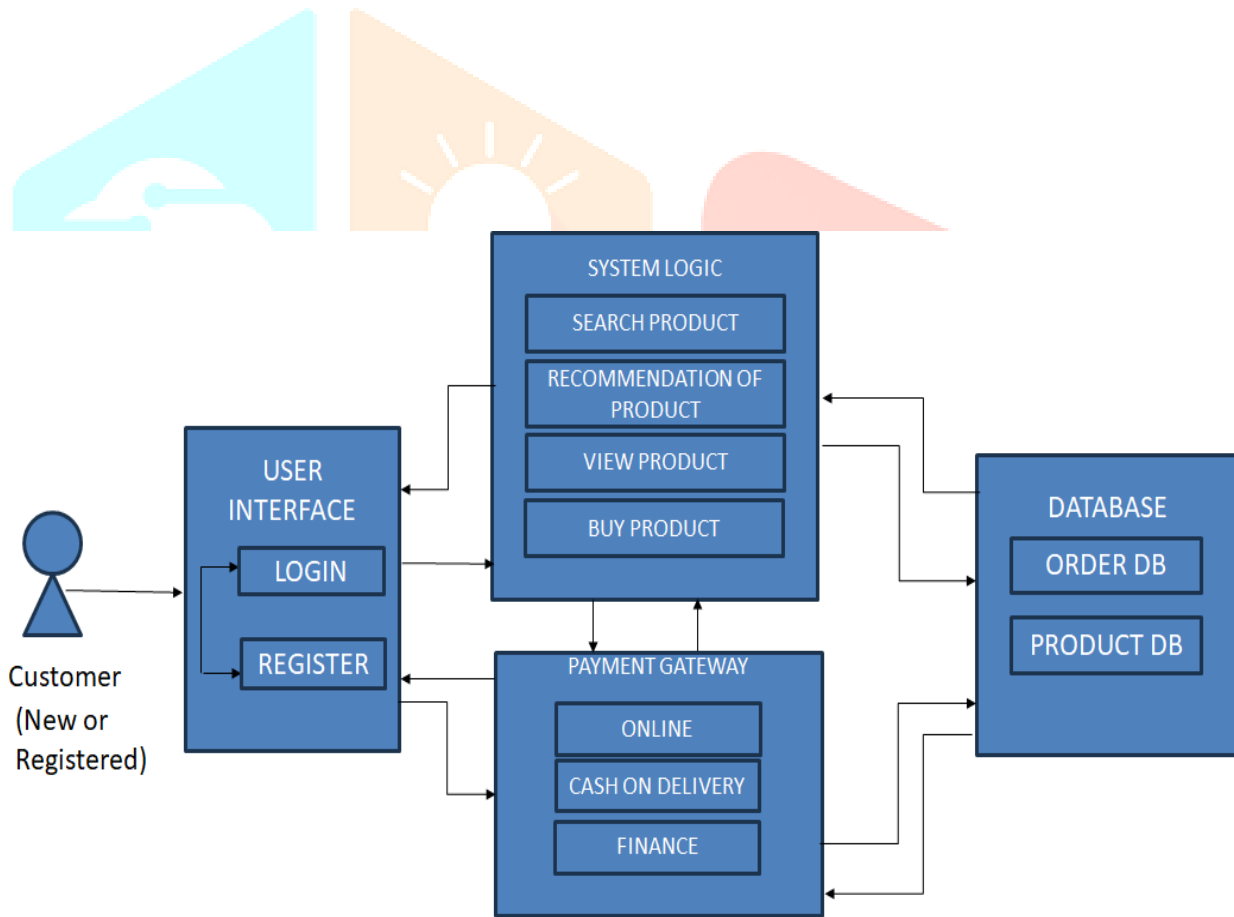 SYSTEM LOGIC
SEARCH PRODUCT
RECOMMENDATION OF
PRODUCT
VIEW PRODUCT
BUY PRODUCT
USER
INTERFACE
LOGIN
REGISTER
Customer
(New or
Registered)
PAYMENT GATEWAY
ONLINE
CASH ON DELIVERY
FINANCE
DATABASE
ORDER DB
PRODUCT DB